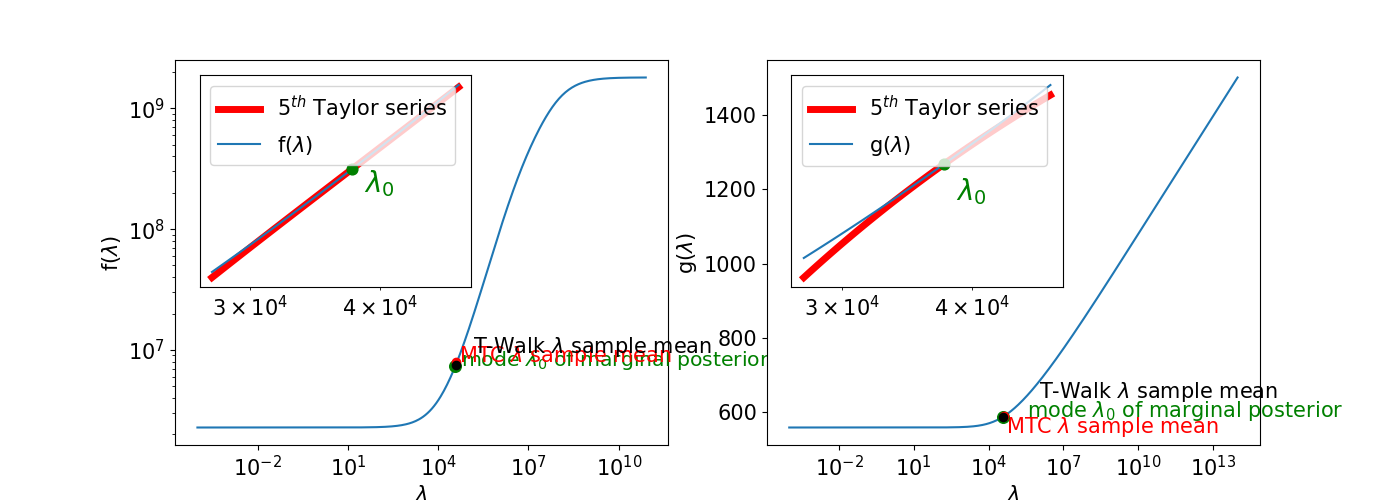 5^{th} Taylor series
f(λ)
λ_0
3 × 10^4
4 × 10^4
10^9
10^8
10^7
f(λ)
T-Walk λ sample mean
MTC λ sample mean
mode λ_0 of marginal posterior
10^{-2}
10^1
10^4
10^7
10^{10}
λ
5^{th} Taylor series
g(λ)
λ_0
3 × 10^4
4 × 10^4
1400
1200
1000
800
600
g(λ)
T-Walk λ sample mean
mode λ_0 of marginal posterior
MTC λ sample mean
10^{-2}
10^1
10^4
10^7
10^{10}
10^{13}
λ